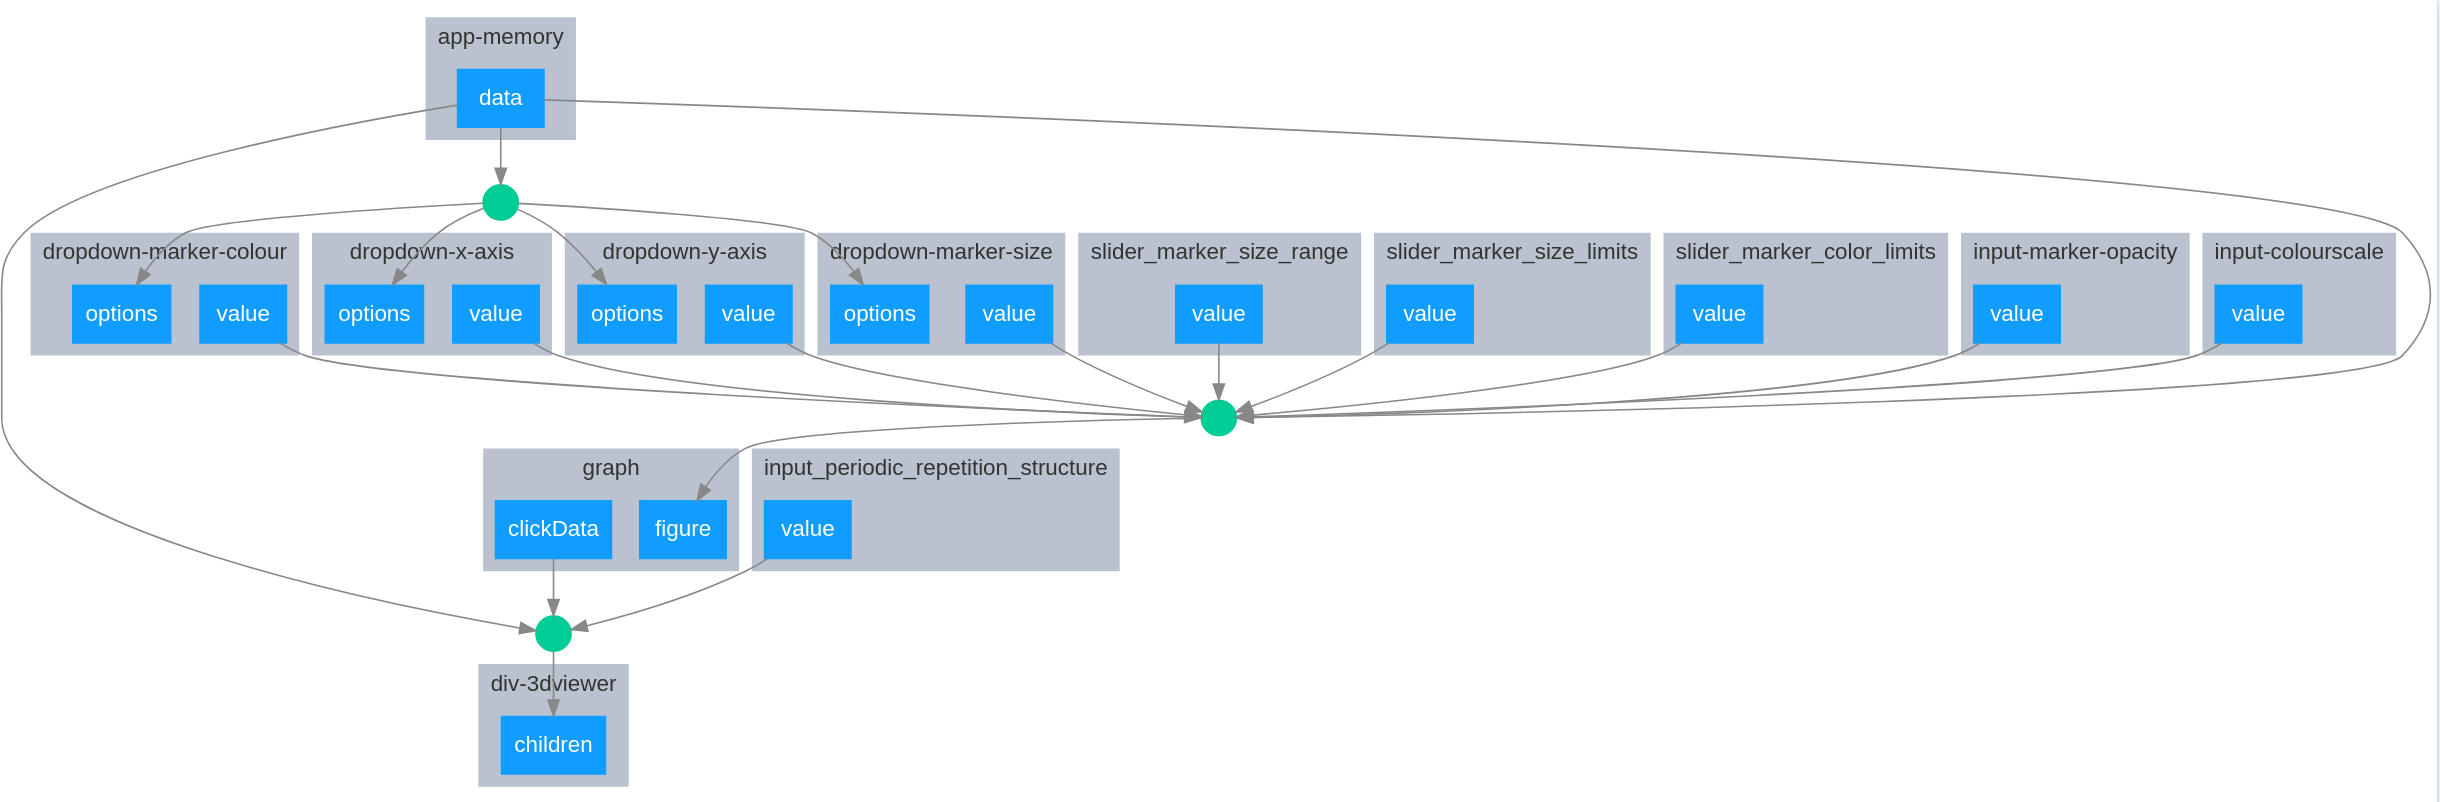 app-memory
data
dropdown-marker-colour
dropdown-x-axis
dropdown-y-axis
dropdown-marker-size
slider_marker_size_range
slider_marker_size_limits
slider_marker_color_limits
input-marker-opacity
input-colourscale
options
value
options
value
options
value
options
value
value
value
value
value
value
graph
input_periodic_repetition_structure
clickData
figure
value
div-3dviewer
children